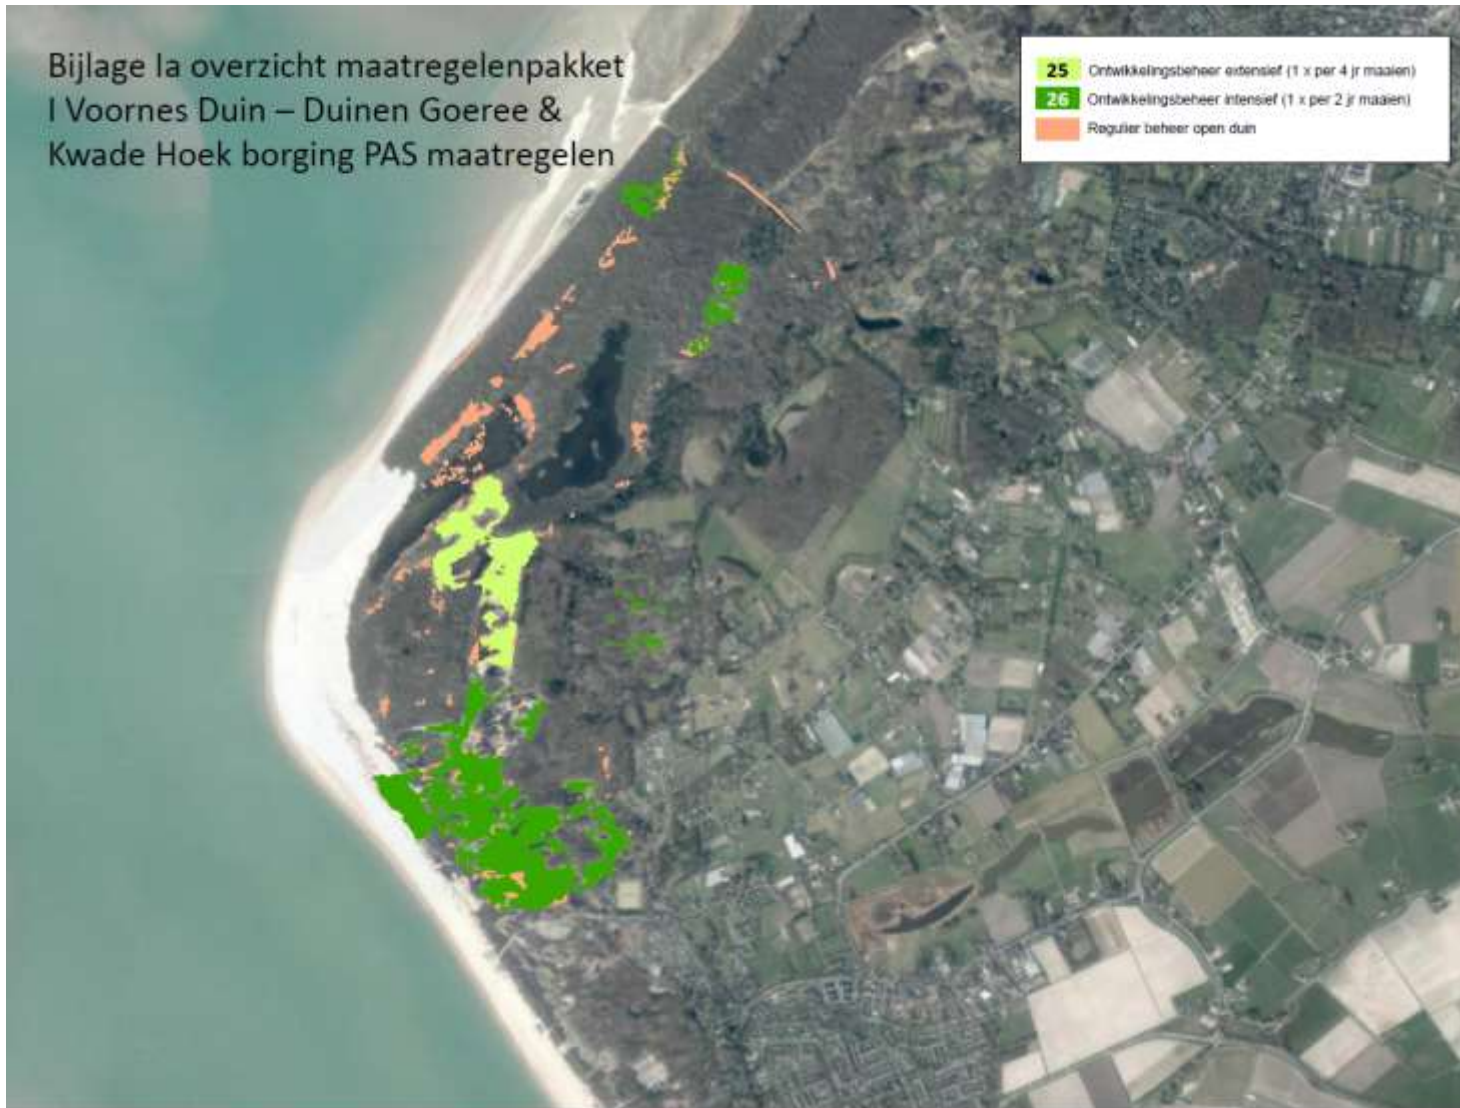 Bijlage Ia overzicht maatregelenpakket
I Voornes Duin – Duinen Goeree &
Kwade Hoek borging PAS maatregelen
25 Ontwikkelingsbeheer extensief (1 x per 4 jr maaien)
26 Ontwikkelingsbeheer intensief (1 x per 2 jr maaien)
Regulier beheer open duin